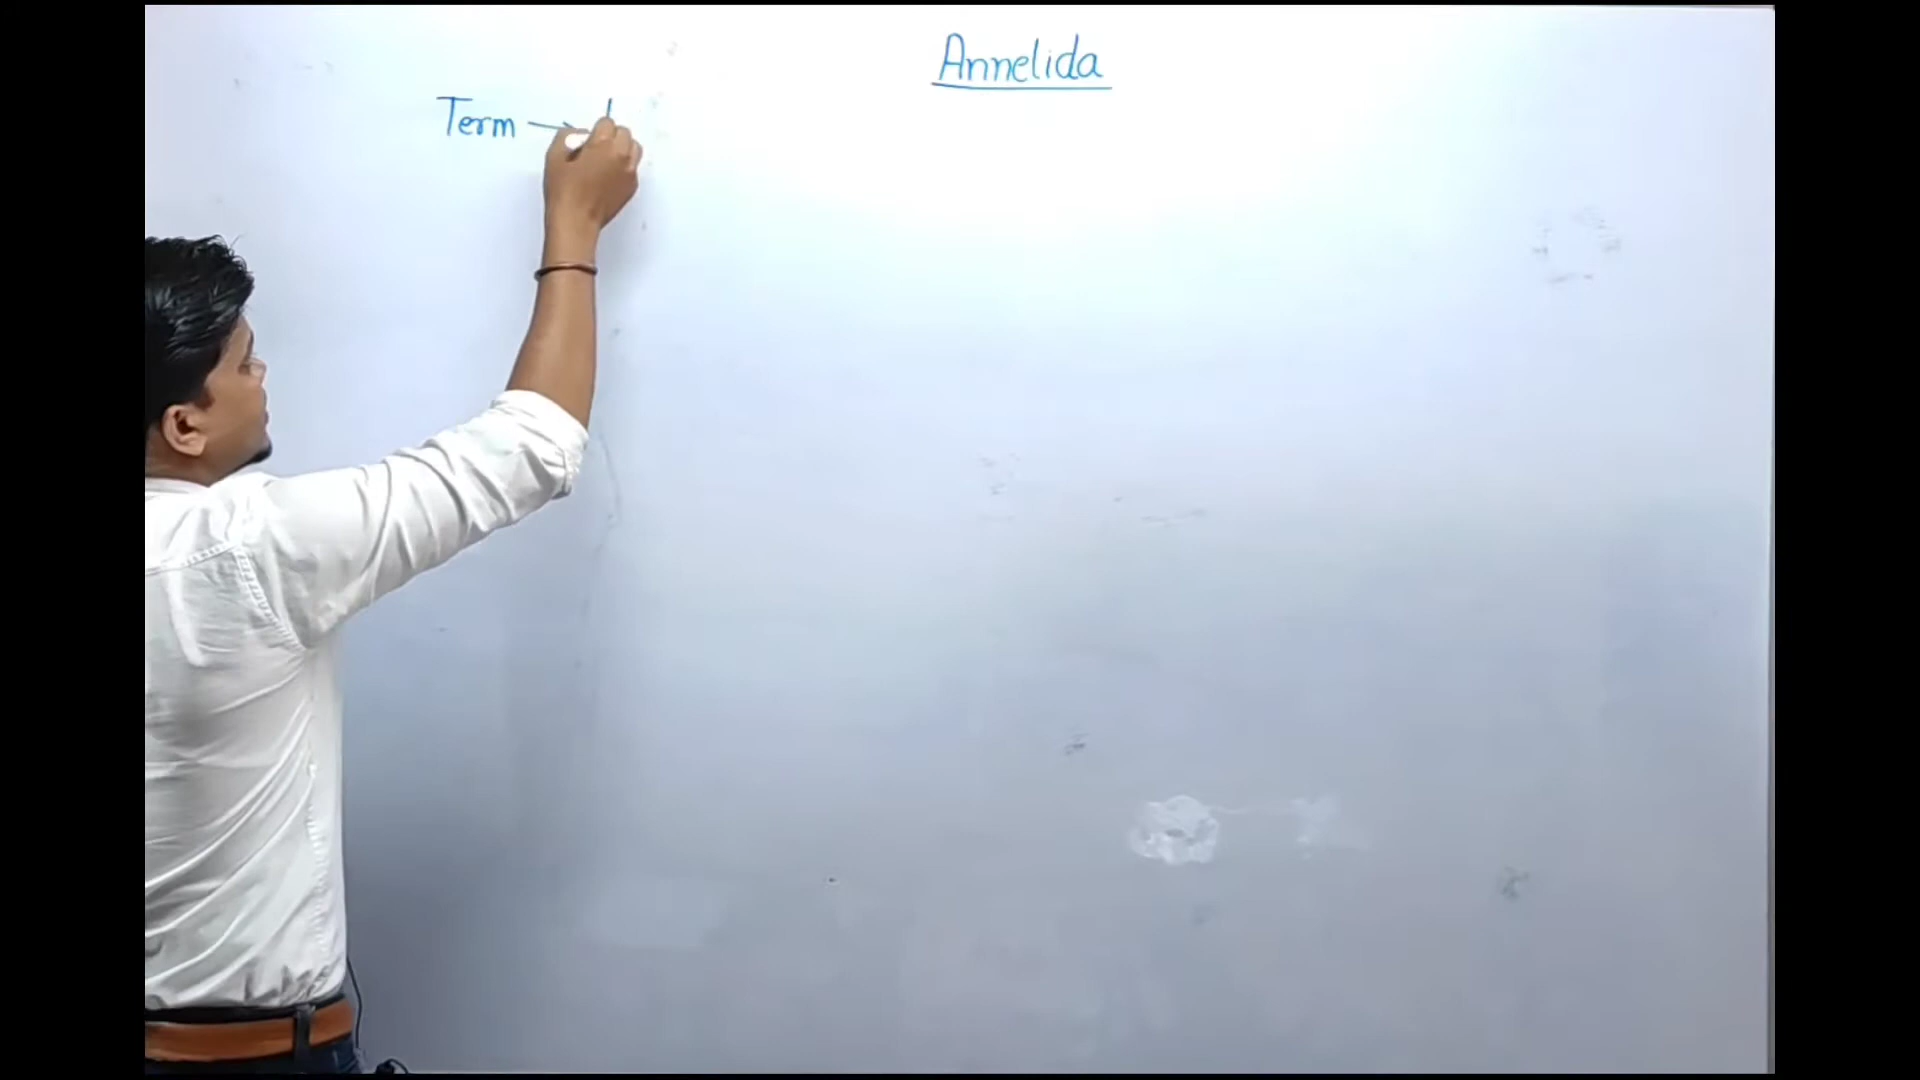 Annelida
Term →